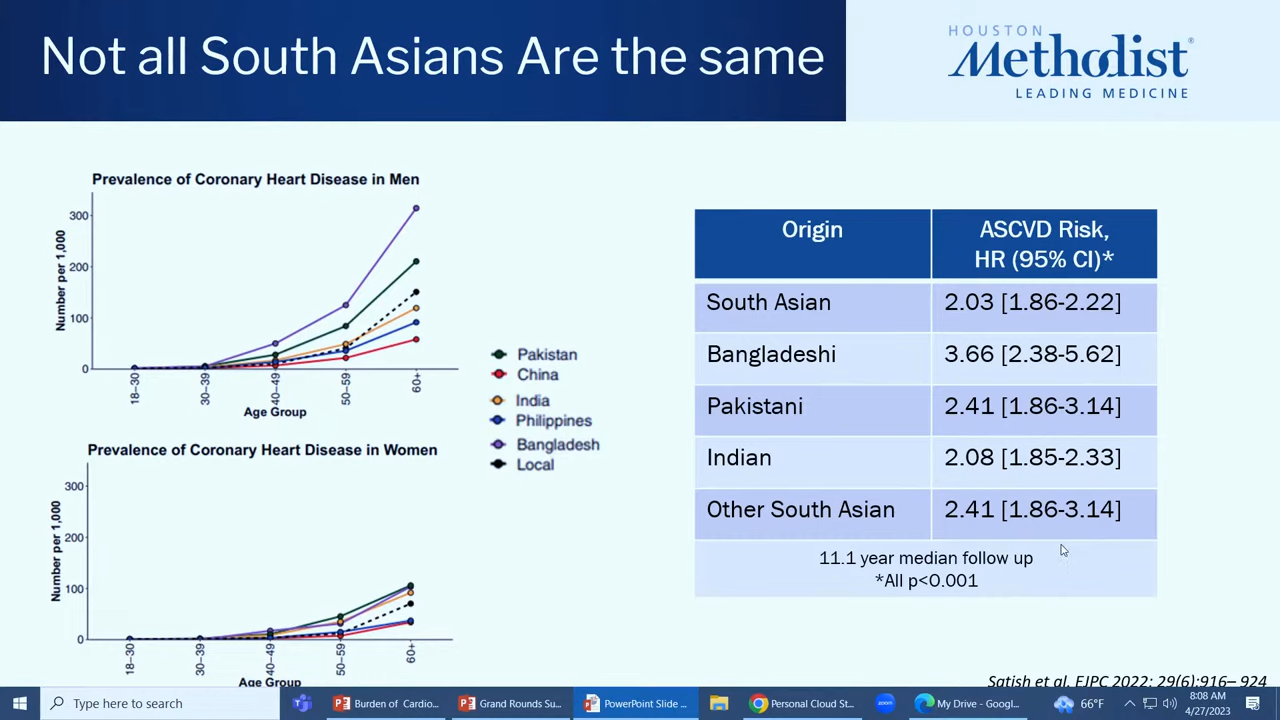 Not all South Asians Are the same
HOUSTON
Methodist®
LEADING MEDICINE
Prevalence of Coronary Heart Disease in Men
Number per 1,000
300
200
100
0
18–30
30–39
40–49
50–59
60+
Age Group
Pakistan
China
India
Philippines
Bangladesh
Local
Prevalence of Coronary Heart Disease in Women
Number per 1,000
300
200
100
0
18–30
30–39
40–49
50–59
60+
Age Group
Origin
ASCVD Risk,
HR (95% CI)*
South Asian
2.03 [1.86-2.22]
Bangladeshi
3.66 [2.38-5.62]
Pakistani
2.41 [1.86-3.14]
Indian
2.08 [1.85-2.33]
Other South Asian
2.41 [1.86-3.14]
11.1 year median follow up
*All p<0.001
Satish et al. EJPC 2022; 29(6):916– 924
Type here to search
Burden of Cardio...
Grand Rounds Su...
PowerPoint Slide ...
Personal Cloud St...
zoom
My Drive - Googl...
66°F
8:08 AM
4/27/2023